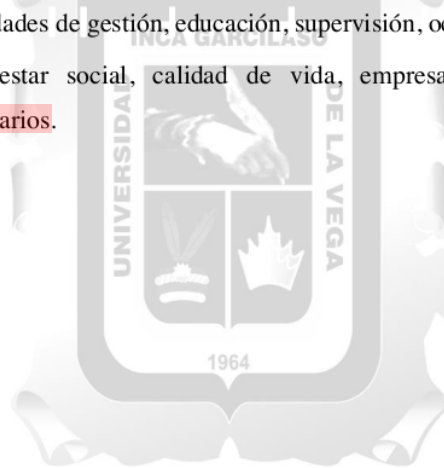 dades de gestión, educación, supervisión, oc
estar social, calidad de vida, empresa
arios.
INCA GARCILASO
UNIVERSIDAD
DE LA VEGA
1964